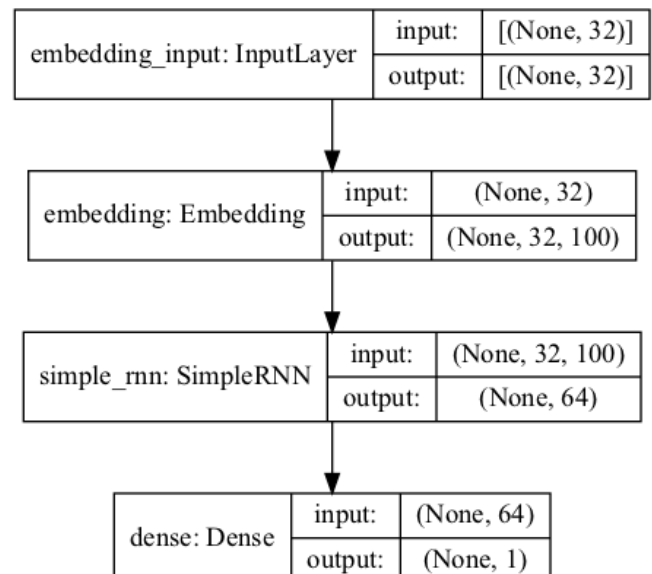 embedding_input: InputLayer
input: [(None, 32)]
output: [(None, 32)]
embedding: Embedding
input: (None, 32)
output: (None, 32, 100)
simple_rnn: SimpleRNN
input: (None, 32, 100)
output: (None, 64)
dense: Dense
input: (None, 64)
output: (None, 1)